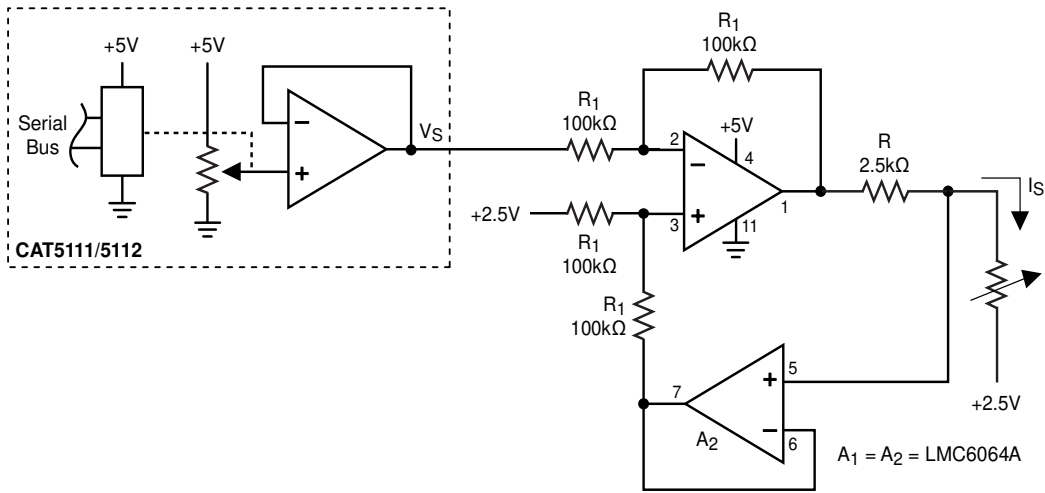 +5V
+5V
Serial
Bus
CAT5111/5112
−
+
VS
R1
100kΩ
R1
100kΩ
+2.5V
R1
100kΩ
R1
100kΩ
2
−
3
+
+5V
4
11
1
R
2.5kΩ
IS
+2.5V
5
+
7
−
6
A2
A1 = A2 = LMC6064A